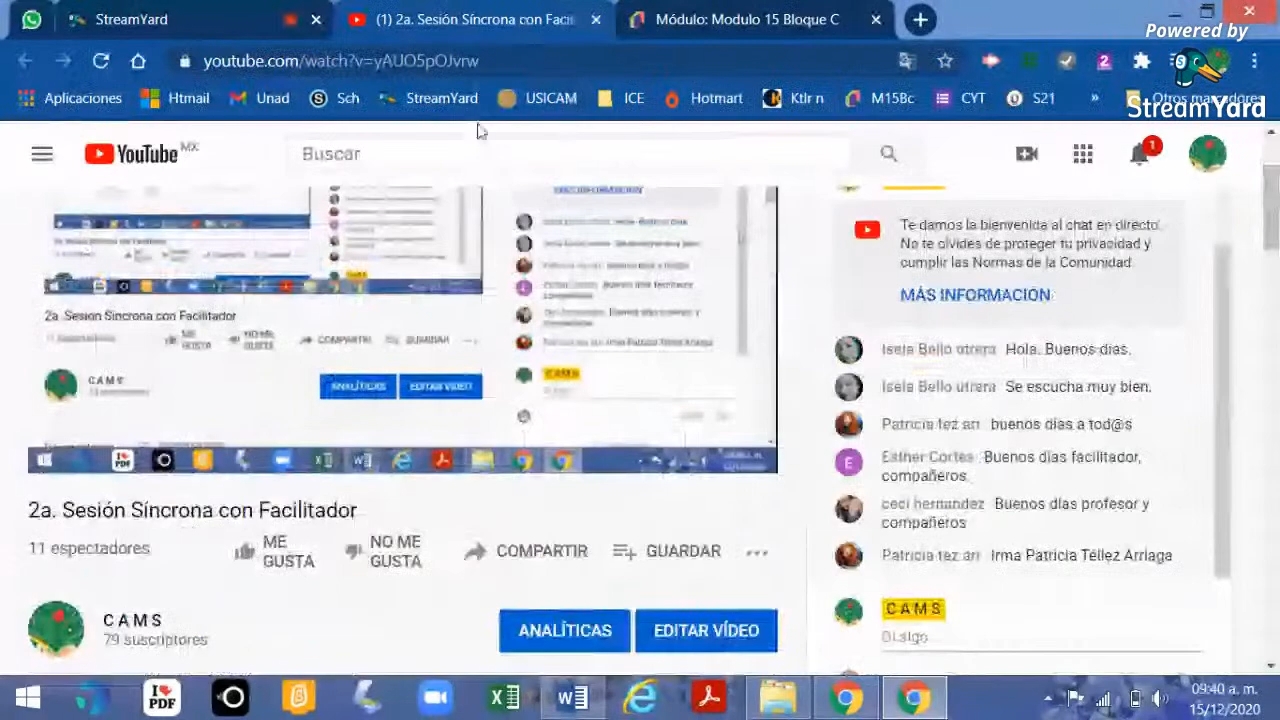 StreamYard
(1) 2a. Sesión Síncrona con Faci
Módulo: Modulo 15 Bloque C
Powered by
StreamYard
youtube.com/watch?v=yAUO5pOJvrw
Aplicaciones
Htmail
Unad
Sch
StreamYard
USICAM
ICE
Hotmart
Ktlr n
M15Bc
CYT
S21
»
Otros marcadores
YouTube MX
Buscar
1
Te damos la bienvenida al chat en directo.
No te olvides de proteger tu privacidad y
cumplir las Normas de la Comunidad.
MÁS INFORMACIÓN
Isela Bello utrera Hola. Buenos días.
Isela Bello utrera Se escucha muy bien.
Patricia tez arr buenos días a tod@s
Esther Cortes Buenos días facilitador,
compañeros
ceci hernandez Buenos días profesor y
compañeros
Patricia tez arr Irma Patricia Téllez Arriaga
C A M S
Di algo
2a. Sesión Síncrona con Facilitador
COMPARTIR
GUARDAR
C A M S
ANALÍTICAS
EDITAR VÍDEO
C A M S
2a. Sesión Síncrona con Facilitador
11 espectadores
ME
GUSTA
NO ME
GUSTA
COMPARTIR
GUARDAR
C A M S
79 suscriptores
ANALÍTICAS
EDITAR VÍDEO
I
PDF
09:40 a. m.
15/12/2020